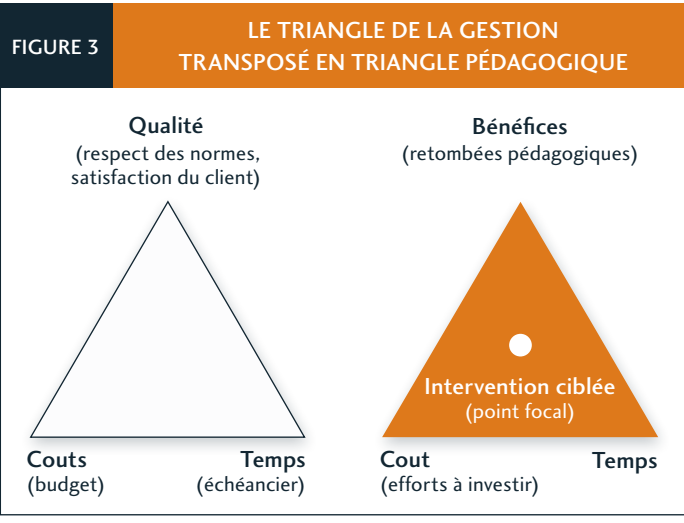 FIGURE 3
LE TRIANGLE DE LA GESTION
TRANSPOSÉ EN TRIANGLE PÉDAGOGIQUE
Qualité
(respect des normes,
satisfaction du client)
Couts
(budget)
Temps
(échéancier)
Bénéfices
(retombées pédagogiques)
Intervention ciblée
(point focal)
Cout
(efforts à investir)
Temps